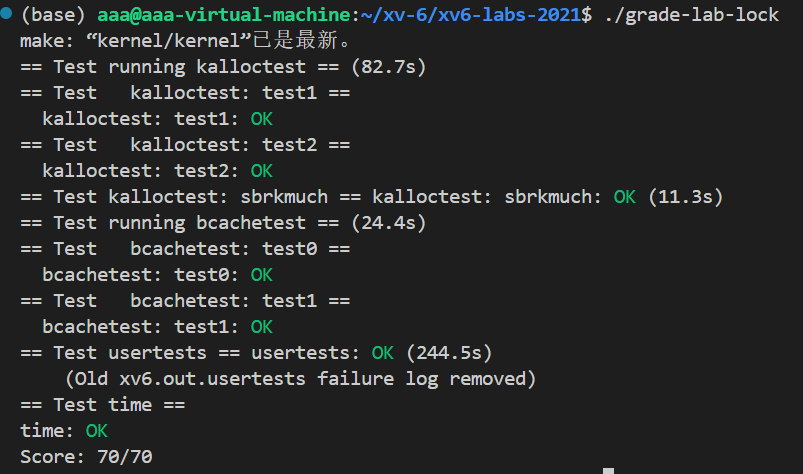 (base) aaa@aaa-virtual-machine:~/xv-6/xv6-labs-2021$ ./grade-lab-lock
make: “kernel/kernel”已是最新。
== Test running kalloctest == (82.7s)
== Test   kalloctest: test1 ==
  kalloctest: test1: OK
== Test   kalloctest: test2 ==
  kalloctest: test2: OK
== Test kalloctest: sbrkmuch == kalloctest: sbrkmuch: OK (11.3s)
== Test running bcachetest == (24.4s)
== Test   bcachetest: test0 ==
  bcachetest: test0: OK
== Test   bcachetest: test1 ==
  bcachetest: test1: OK
== Test usertests == usertests: OK (244.5s)
    (Old xv6.out.usertests failure log removed)
== Test time ==
time: OK
Score: 70/70